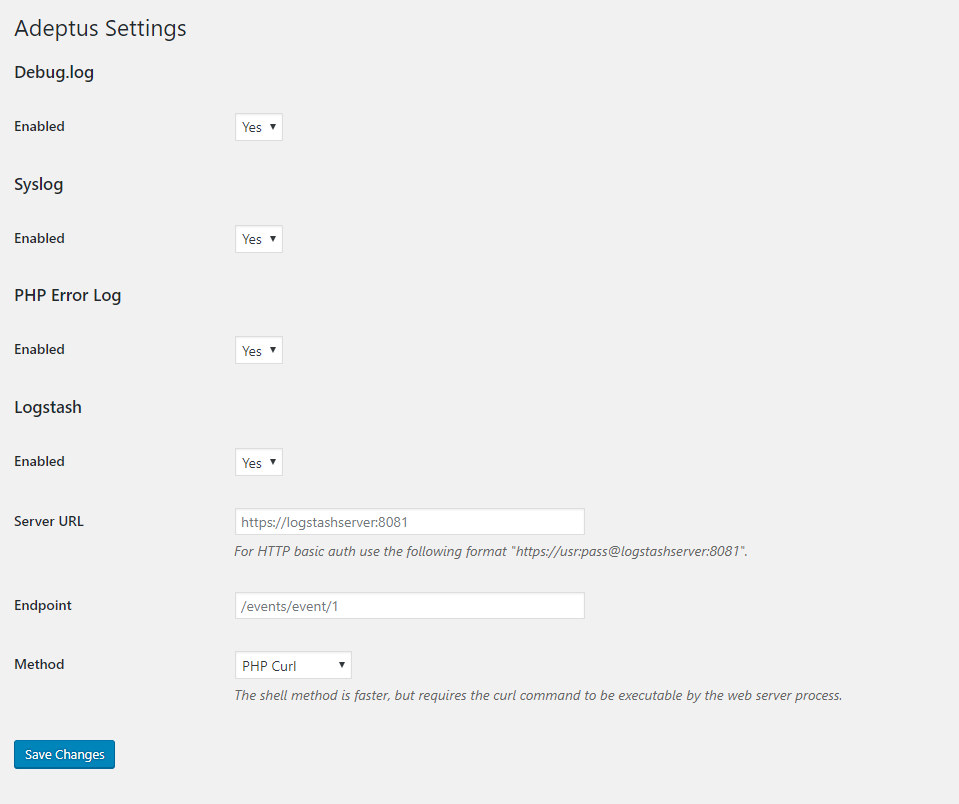 Adeptus Settings
Debug.log
Enabled Yes
Syslog
Enabled Yes
PHP Error Log
Enabled Yes
Logstash
Enabled Yes
Server URL https://logstashserver:8081
For HTTP basic auth use the following format "https://usr:pass@logstashserver:8081".
Endpoint /events/event/1
Method PHP Curl
The shell method is faster, but requires the curl command to be executable by the web server process.
Save Changes